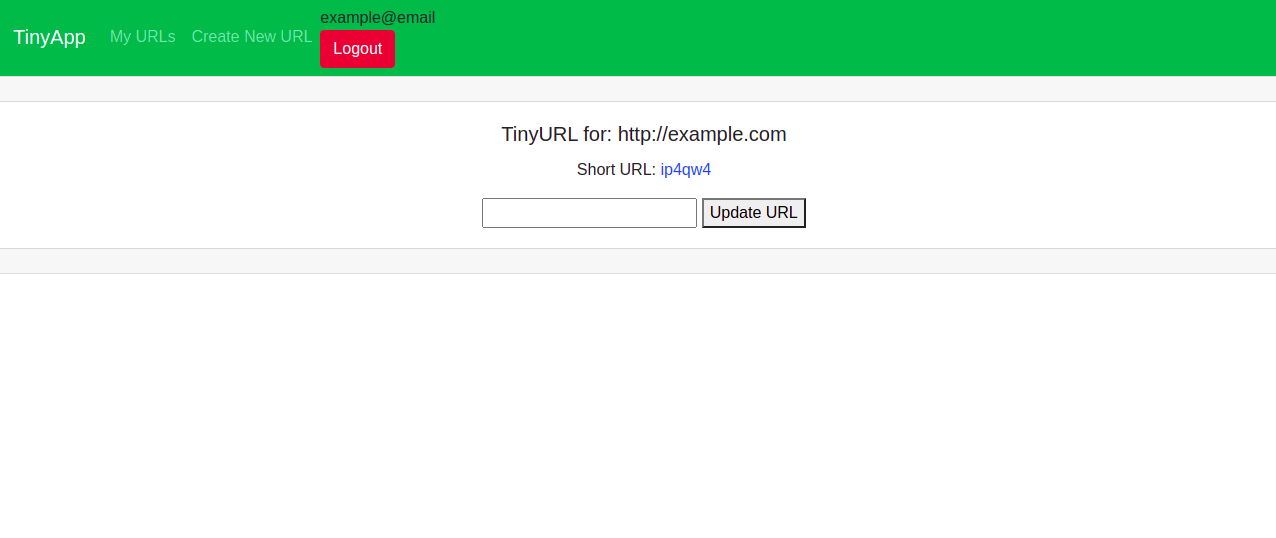 example@email
TinyApp My URLs Create New URL
Logout
TinyURL for: http://example.com
Short URL: ip4qw4
Update URL